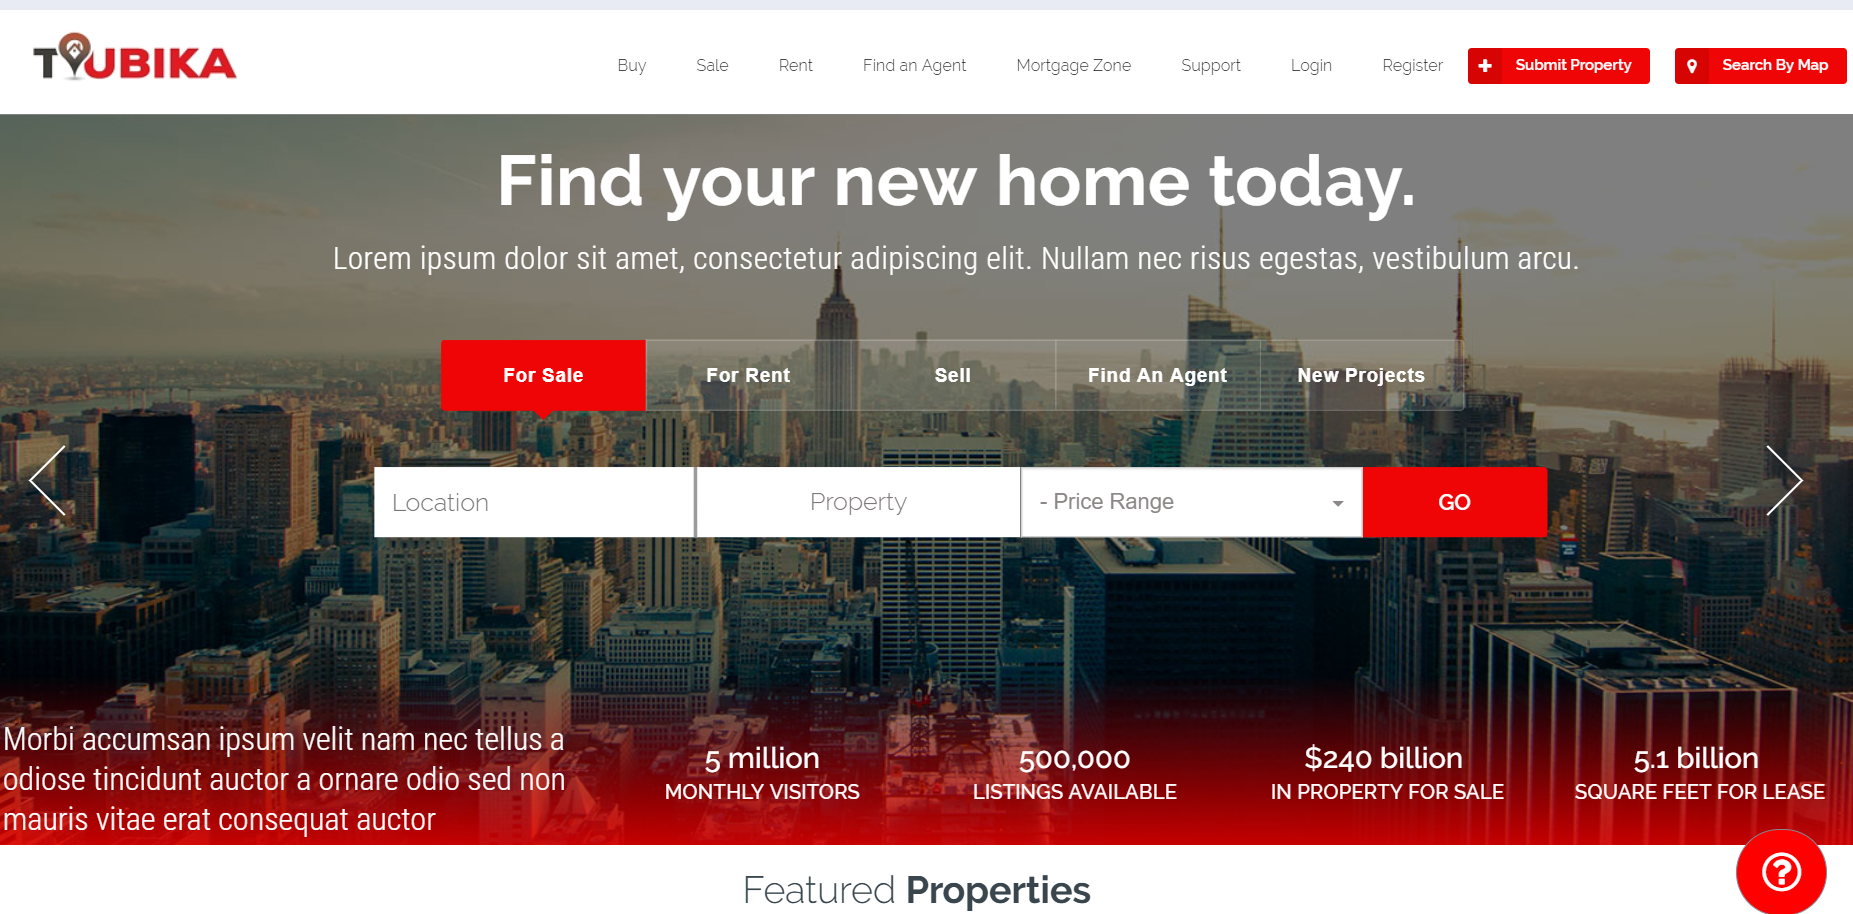 TOUBIKA
Buy Sale Rent Find an Agent Mortgage Zone Support Login Register Submit Property Search By Map
Find your new home today.
Lorem ipsum dolor sit amet, consectetur adipiscing elit. Nullam nec risus egestas, vestibulum arcu.
For Sale For Rent Sell Find An Agent New Projects
Location Property - Price Range GO
Morbi accumsan ipsum velit nam nec tellus a
odiose tincidunt auctor a ornare odio sed non
mauris vitae erat consequat auctor
5 million
MONTHLY VISITORS
500,000
LISTINGS AVAILABLE
$240 billion
IN PROPERTY FOR SALE
5.1 billion
SQUARE FEET FOR LEASE
Featured Properties